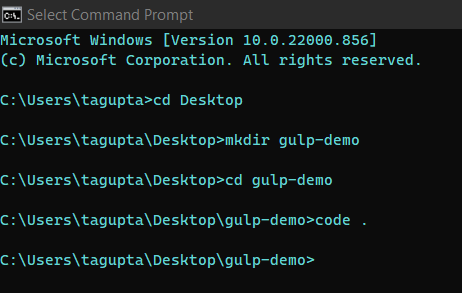 Select Command Prompt
Microsoft Windows [Version 10.0.22000.856]
(c) Microsoft Corporation. All rights reserved.
C:\Users\tagupta>cd Desktop
C:\Users\tagupta\Desktop>mkdir gulp-demo
C:\Users\tagupta\Desktop>cd gulp-demo
C:\Users\tagupta\Desktop\gulp-demo>code .
C:\Users\tagupta\Desktop\gulp-demo>